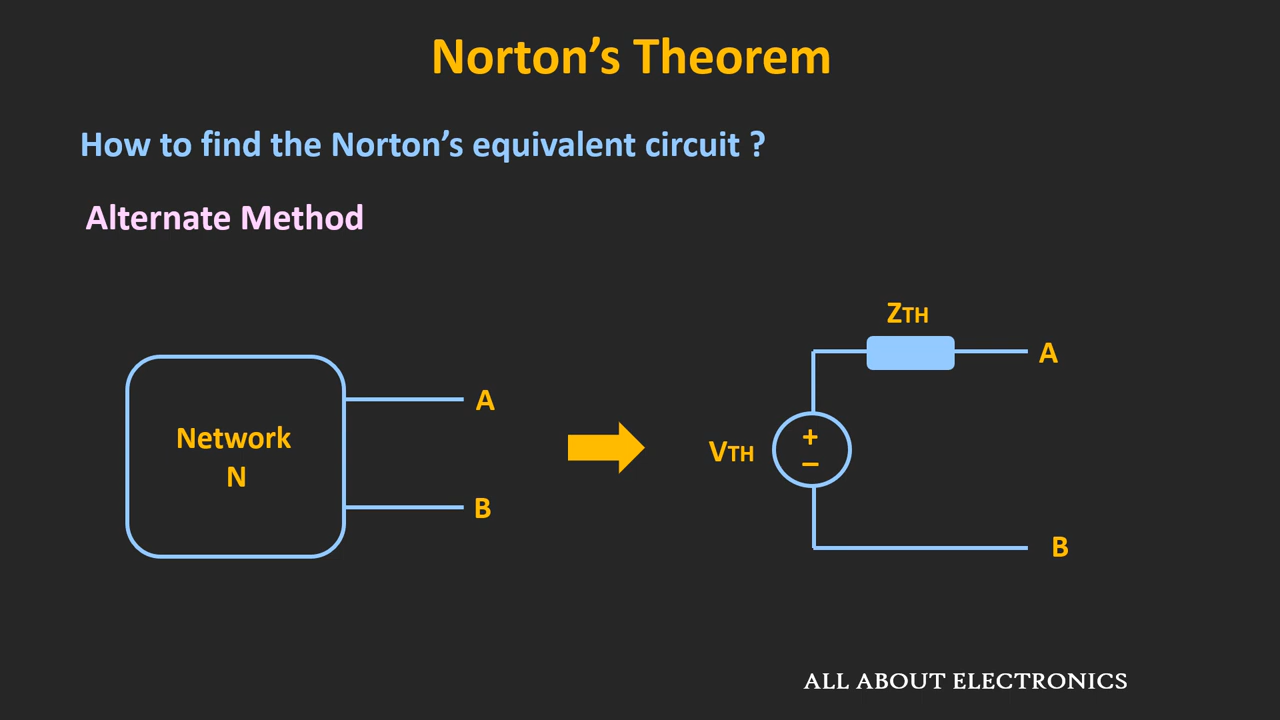 Norton’s Theorem
How to find the Norton’s equivalent circuit ?
Alternate Method
ZTH
A
A
Network
N
VTH
+
–
B
B
ALL ABOUT ELECTRONICS